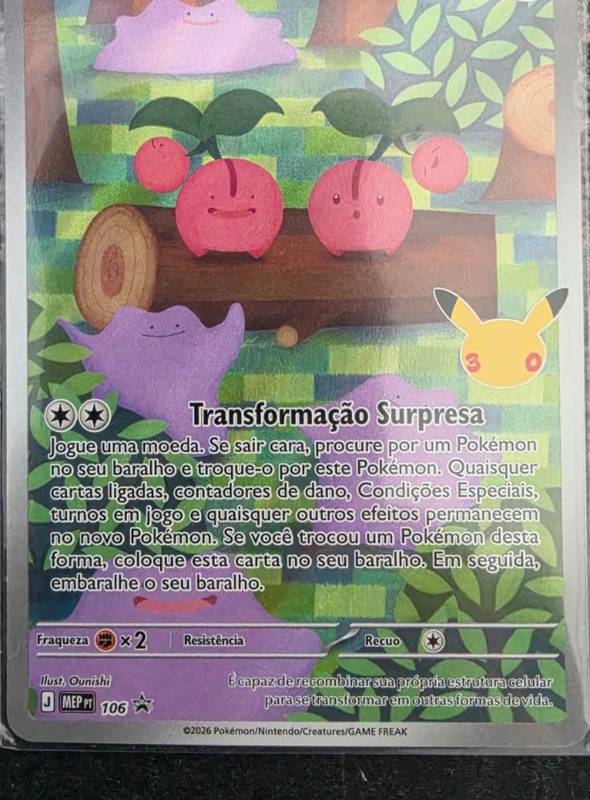 30
Transformação Surpresa
Jogue uma moeda. Se sair cara, procure por um Pokémon
no seu baralho e troque-o por este Pokémon. Quaisquer
cartas ligadas, contadores de dano, Condições Especiais,
turnos em jogo e quaisquer outros efeitos permanecem
no novo Pokémon. Se você trocou um Pokémon desta
forma, coloque esta carta no seu baralho. Em seguida,
embaralhe o seu baralho.
Fraqueza ×2 Resistência Recuo
Ilust. Ounishi
É capaz de recombinar sua própria estrutura celular
para se transformar em outras formas de vida.
J MEP PT 106
©2026 Pokémon/Nintendo/Creatures/GAME FREAK